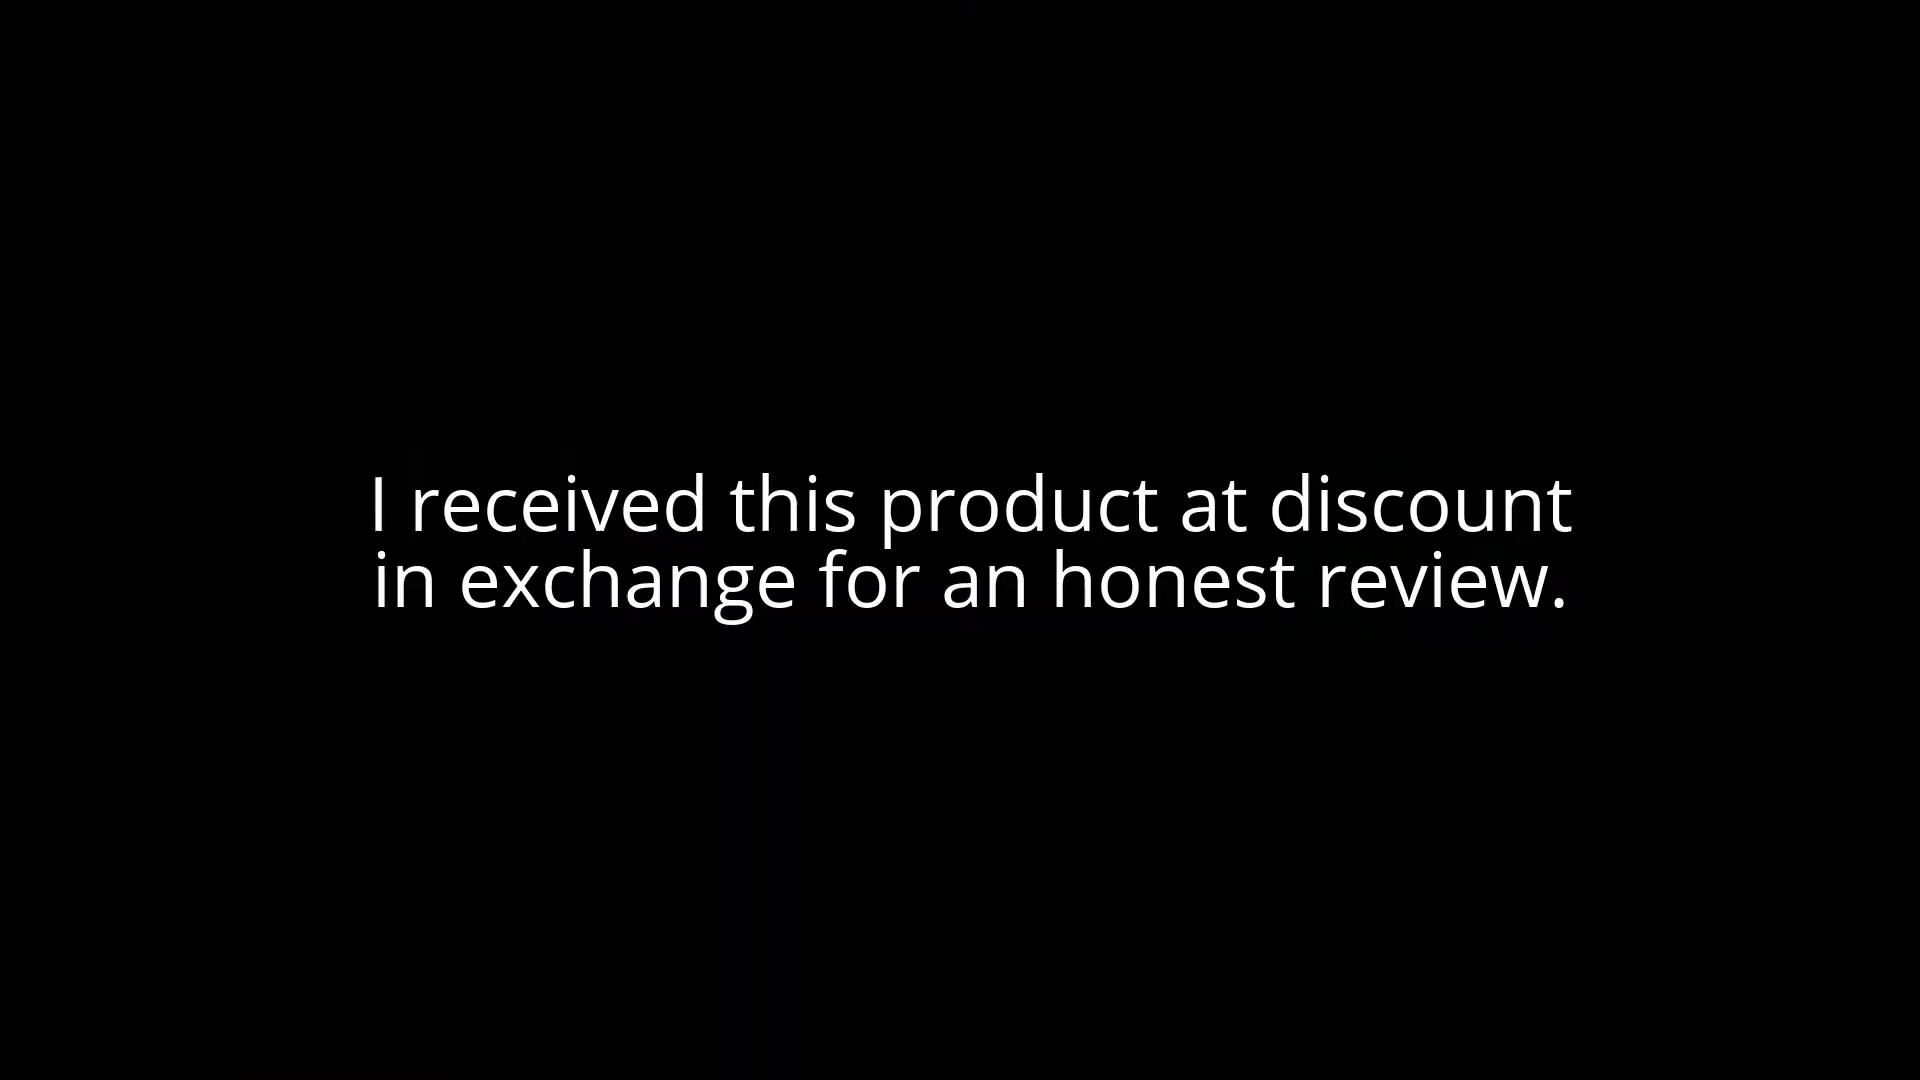 I received this product at discount
in exchange for an honest review.